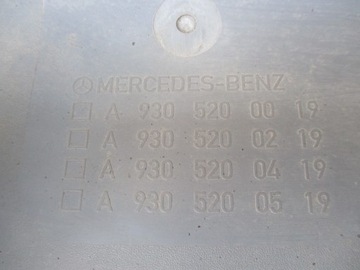 MERCEDES-BENZ
☑ A 930 520 00 19
☐ A 930 520 02 19
☐ A 930 520 04 19
☐ A 930 520 05 19